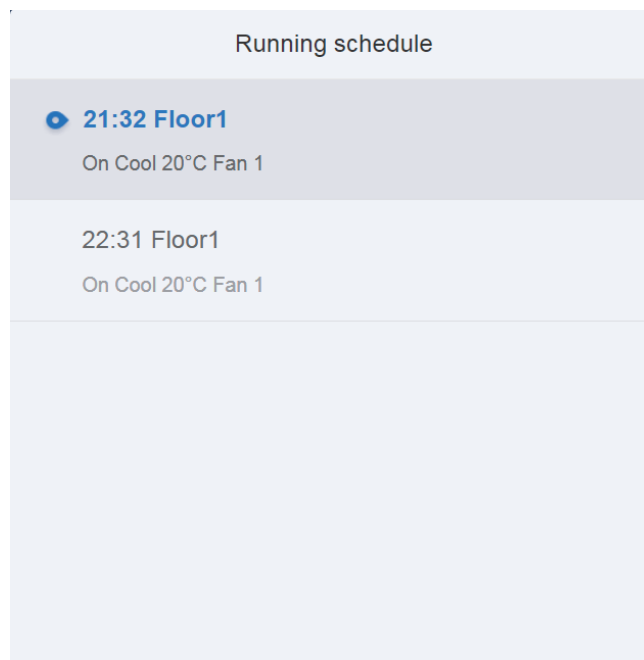 Running schedule
21:32 Floor1
On Cool 20°C Fan 1
22:31 Floor1
On Cool 20°C Fan 1